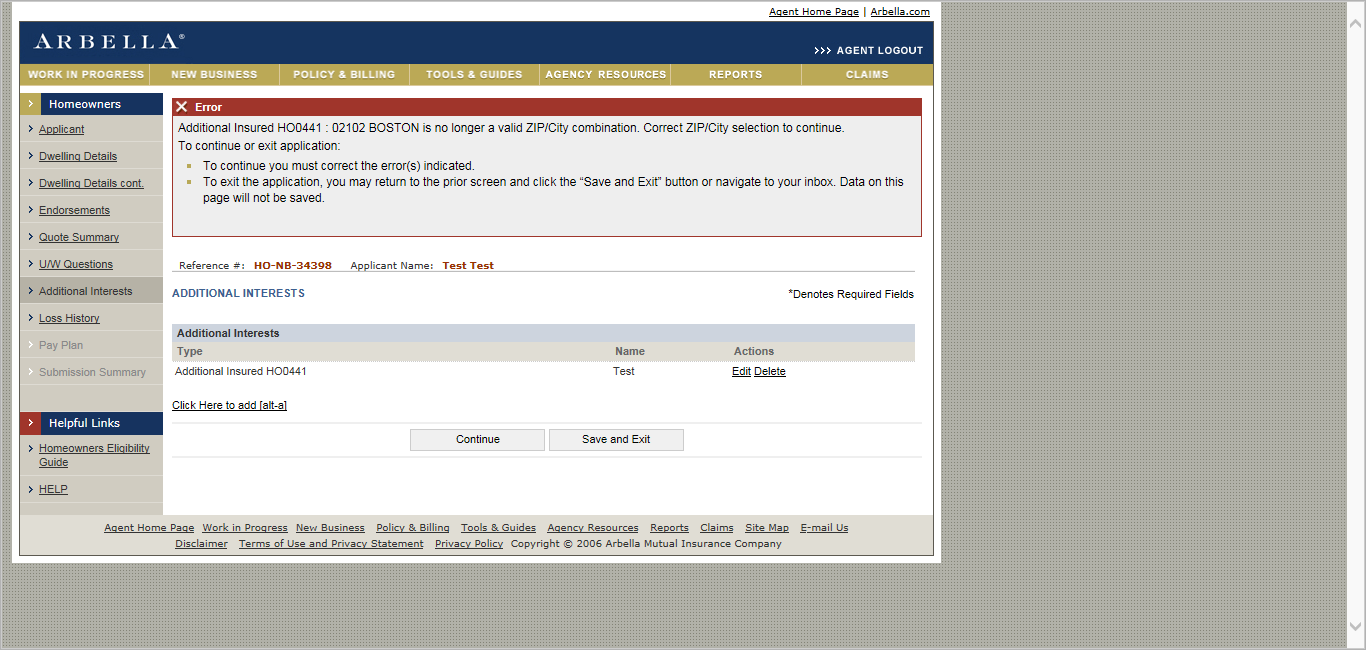 Agent Home Page | Arbella.com
ARBELLA®
>>> AGENT LOGOUT
WORK IN PROGRESS NEW BUSINESS POLICY & BILLING TOOLS & GUIDES AGENCY RESOURCES REPORTS CLAIMS
Homeowners
Applicant
Dwelling Details
Dwelling Details cont.
Endorsements
Quote Summary
U/W Questions
Additional Interests
Loss History
Pay Plan
Submission Summary
Helpful Links
Homeowners Eligibility
Guide
HELP
Error
Additional Insured HO0441 : 02102 BOSTON is no longer a valid ZIP/City combination. Correct ZIP/City selection to continue.
To continue or exit application:
To continue you must correct the error(s) indicated.
To exit the application, you may return to the prior screen and click the “Save and Exit” button or navigate to your inbox. Data on this
page will not be saved.
Reference #: HO-NB-34398 Applicant Name: Test Test
ADDITIONAL INTERESTS
*Denotes Required Fields
Additional Interests
Type Name Actions
Additional Insured HO0441 Test Edit Delete
Click Here to add [alt-a]
Continue Save and Exit
Agent Home Page Work in Progress New Business Policy & Billing Tools & Guides Agency Resources Reports Claims Site Map E-mail Us
Disclaimer Terms of Use and Privacy Statement Privacy Policy Copyright © 2006 Arbella Mutual Insurance Company